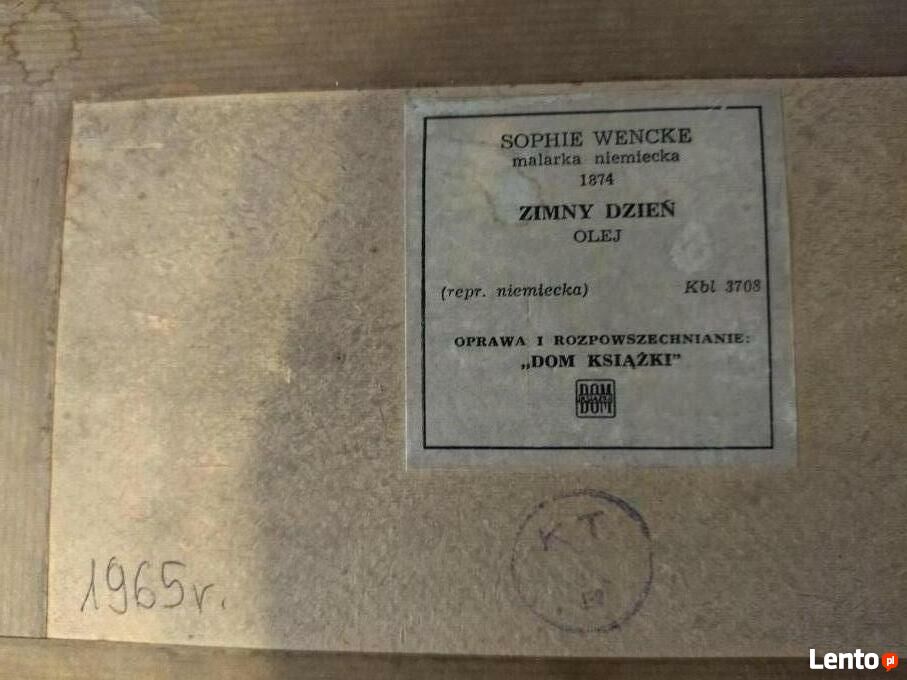 SOPHIE WENCKE
malarka niemiecka
1874
ZIMNY DZIEŃ
OLEJ
(repr. niemiecka) Kbl 3708
OPRAWA I ROZPOWSZECHNIANIE:
„DOM KSIĄŻKI”
DOM
DOM
K T
1965r.
Lento pl